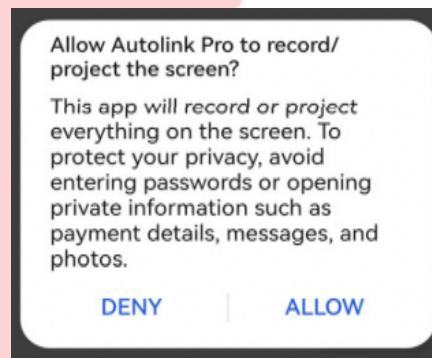 Allow Autolink Pro to record/
project the screen?
This app will record or project
everything on the screen. To
protect your privacy, avoid
entering passwords or opening
private information such as
payment details, messages, and
photos.
DENY
ALLOW